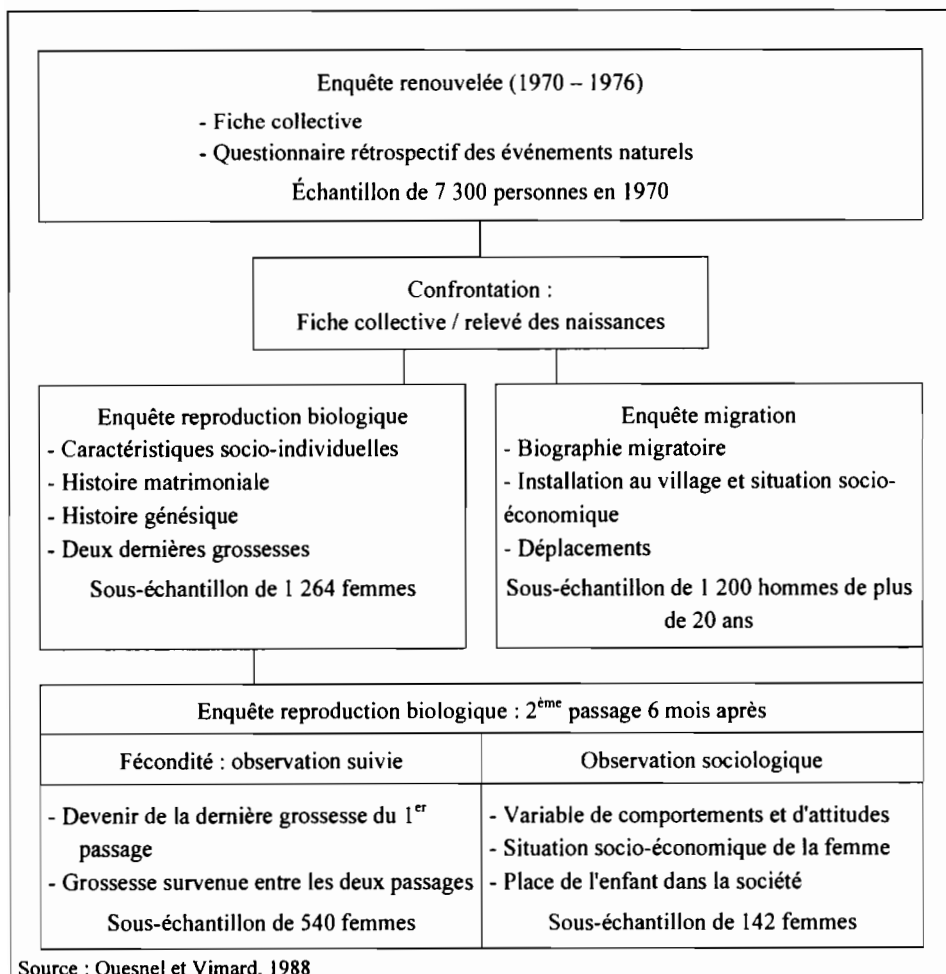 Enquête renouvelée (1970 – 1976)
- Fiche collective
- Questionnaire rétrospectif des événements naturels
Échantillon de 7 300 personnes en 1970
Confrontation :
Fiche collective / relevé des naissances
Enquête reproduction biologique
- Caractéristiques socio-individuelles
- Histoire matrimoniale
- Histoire génésique
- Deux dernières grossesses
Sous-échantillon de 1 264 femmes
Enquête migration
- Biographie migratoire
- Installation au village et situation socio-
économique
- Déplacements
Sous-échantillon de 1 200 hommes de plus
de 20 ans
Enquête reproduction biologique : 2ème passage 6 mois après
Fécondité : observation suivie
- Devenir de la dernière grossesse du 1er
passage
- Grossesse survenue entre les deux passages
Sous-échantillon de 540 femmes
Observation sociologique
- Variable de comportements et d'attitudes
- Situation socio-économique de la femme
- Place de l'enfant dans la société
Sous-échantillon de 142 femmes
Source : Quesnel et Vimard, 1988